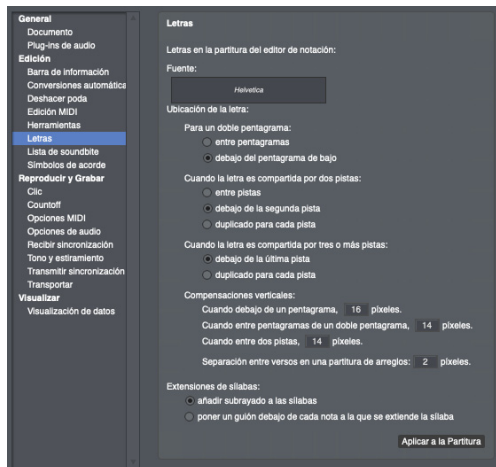 General
Documento
Plug-ins de audio
Edición
Barra de información
Conversiones automática
Deshacer poda
Edición MIDI
Herramientas
Letras
Lista de soundbite
Símbolos de acorde
Reproducir y Grabar
Clic
Countoff
Opciones MIDI
Opciones de audio
Recibir sincronización
Tono y estiramiento
Transmitir sincronización
Transportar
Visualizar
Visualización de datos
Letras
Letras en la partitura del editor de notación:
Fuente:
Helvetica
Ubicación de la letra:
Para un doble pentagrama:
entre pentagramas
debajo del pentagrama de bajo
Cuando la letra es compartida por dos pistas:
entre pistas
debajo de la segunda pista
duplicado para cada pista
Cuando la letra es compartida por tres o más pistas:
debajo de la última pista
duplicado para cada pista
Compensaciones verticales:
Cuando debajo de un pentagrama, 16 píxeles.
Cuando entre pentagramas de un doble pentagrama, 14 píxeles.
Cuando entre dos pistas, 14 píxeles.
Separación entre versos en una partitura de arreglos: 2 píxeles.
Extensiones de sílabas:
añadir subrayado a las sílabas
poner un guión debajo de cada nota a la que se extiende la sílaba
Aplicar a la Partitura